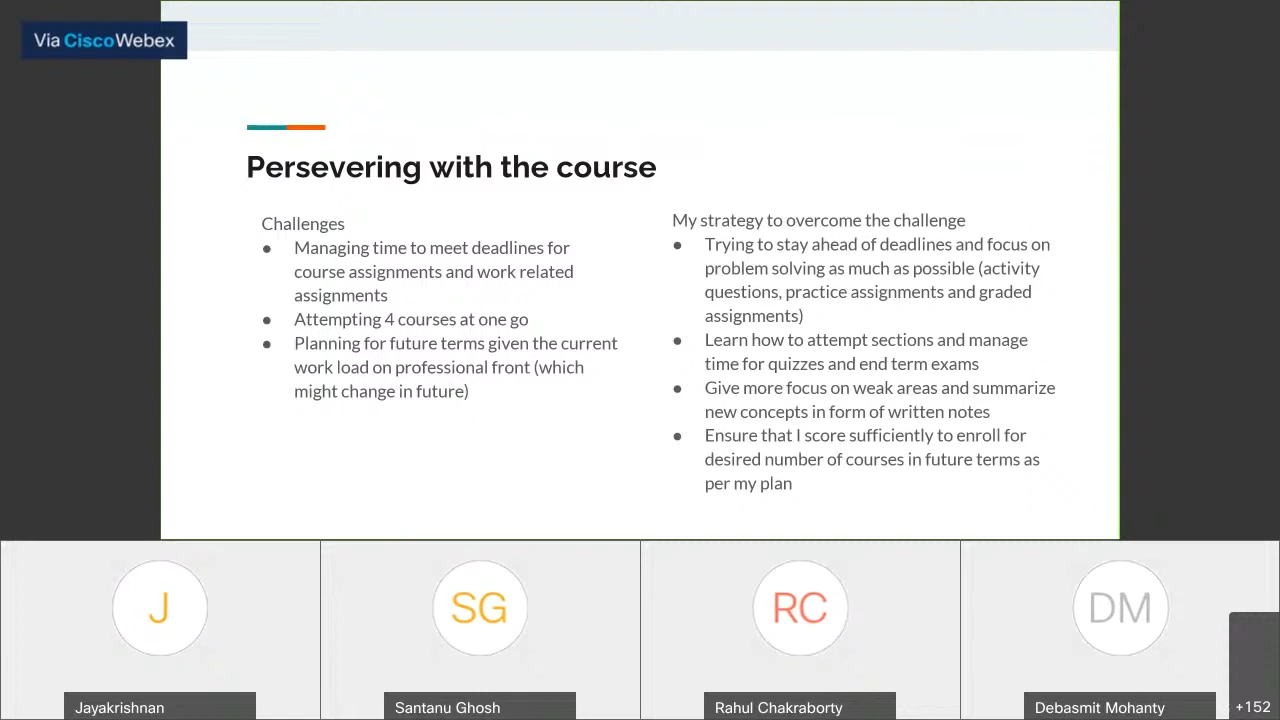 Via CiscoWebex
Persevering with the course
Challenges
● Managing time to meet deadlines for
course assignments and work related
assignments
● Attempting 4 courses at one go
● Planning for future terms given the current
work load on professional front (which
might change in future)
My strategy to overcome the challenge
● Trying to stay ahead of deadlines and focus on
problem solving as much as possible (activity
questions, practice assignments and graded
assignments)
● Learn how to attempt sections and manage
time for quizzes and end term exams
● Give more focus on weak areas and summarize
new concepts in form of written notes
● Ensure that I score sufficiently to enroll for
desired number of courses in future terms as
per my plan
J
SG
RC
DM
Jayakrishnan
Santanu Ghosh
Rahul Chakraborty
Debasmit Mohanty
+152